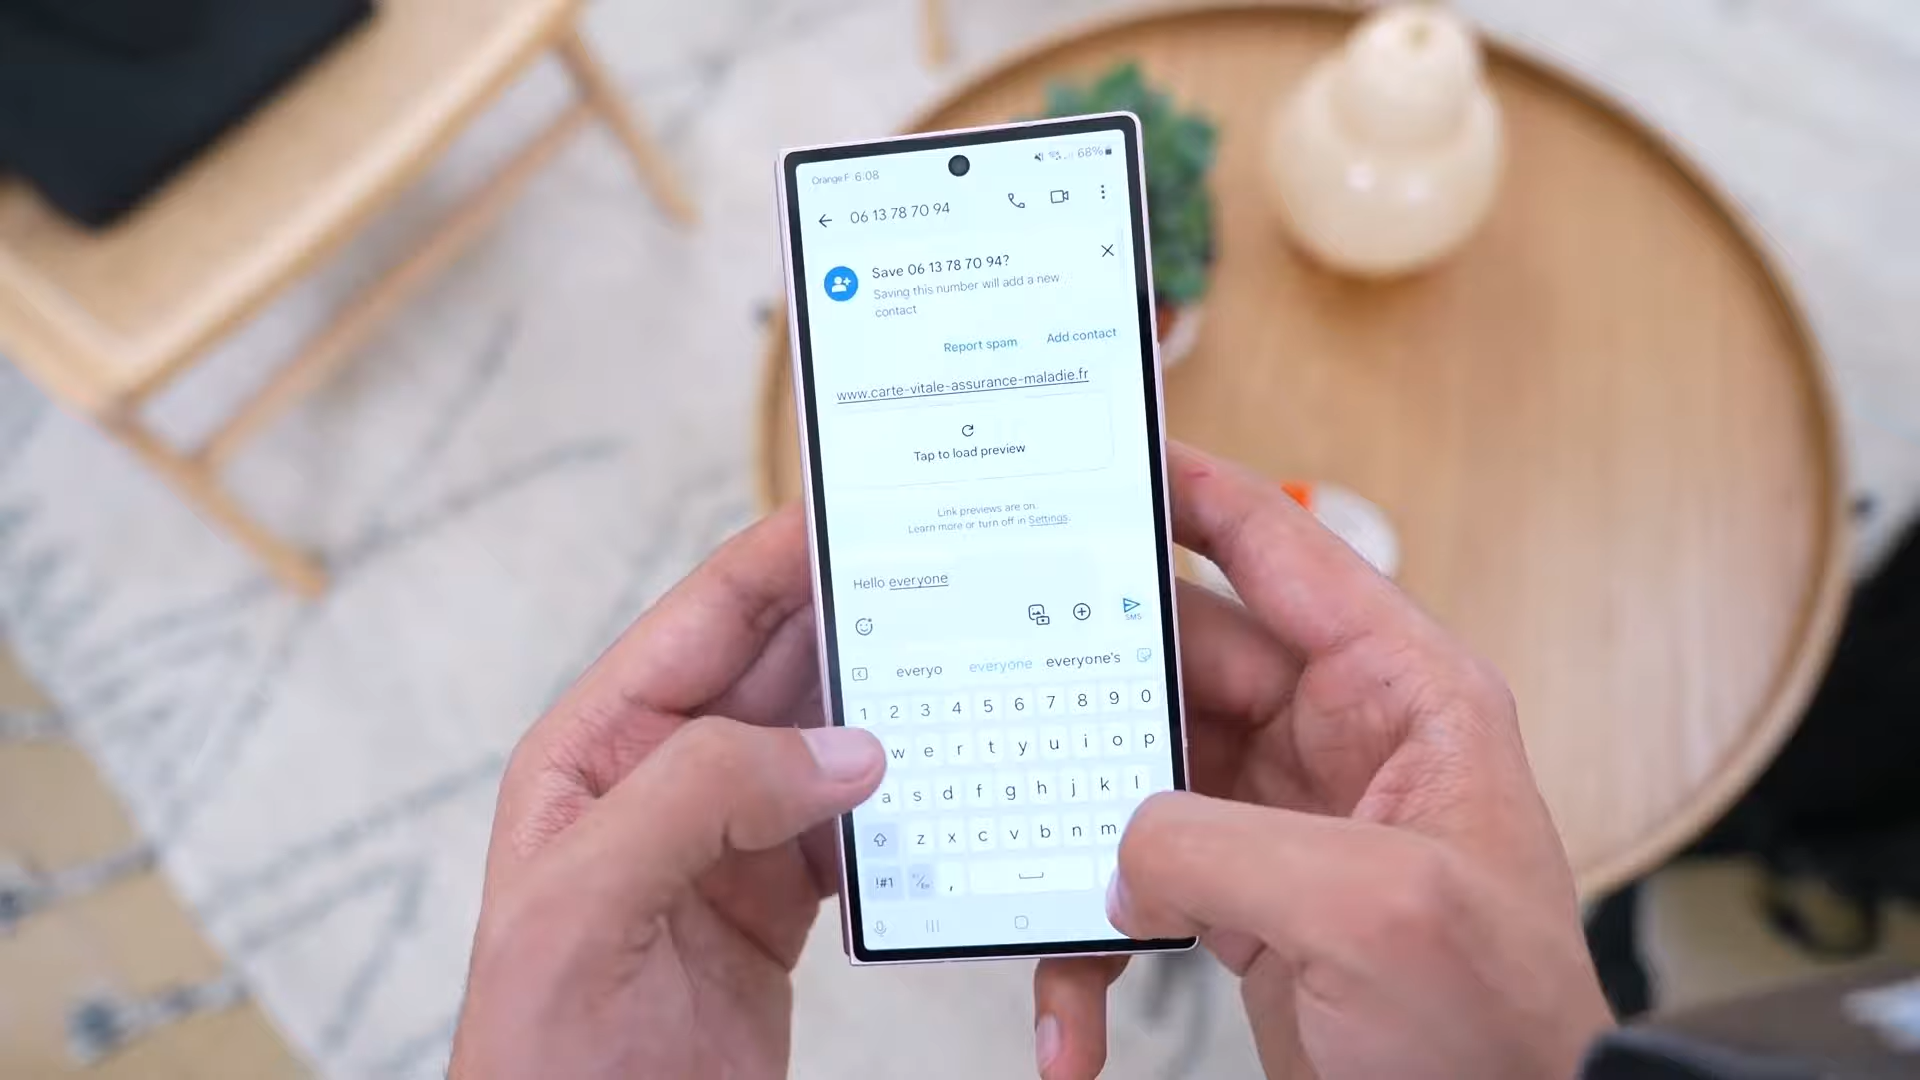 Orange F 6:08
68%
06 13 78 70 94
Save 06 13 78 70 94?
Saving this number will add a new
contact
Report spam Add contact
www.carte-vitale-assurance-maladie.fr
Tap to load preview
Link previews are on.
Learn more or turn off in Settings.
Hello everyone
SMS
everyo everyone everyone's
1 2 3 4 5 6 7 8 9 0
w e r t y u i o p
a s d f g h j k l
z x c v b n m
!#1 ,